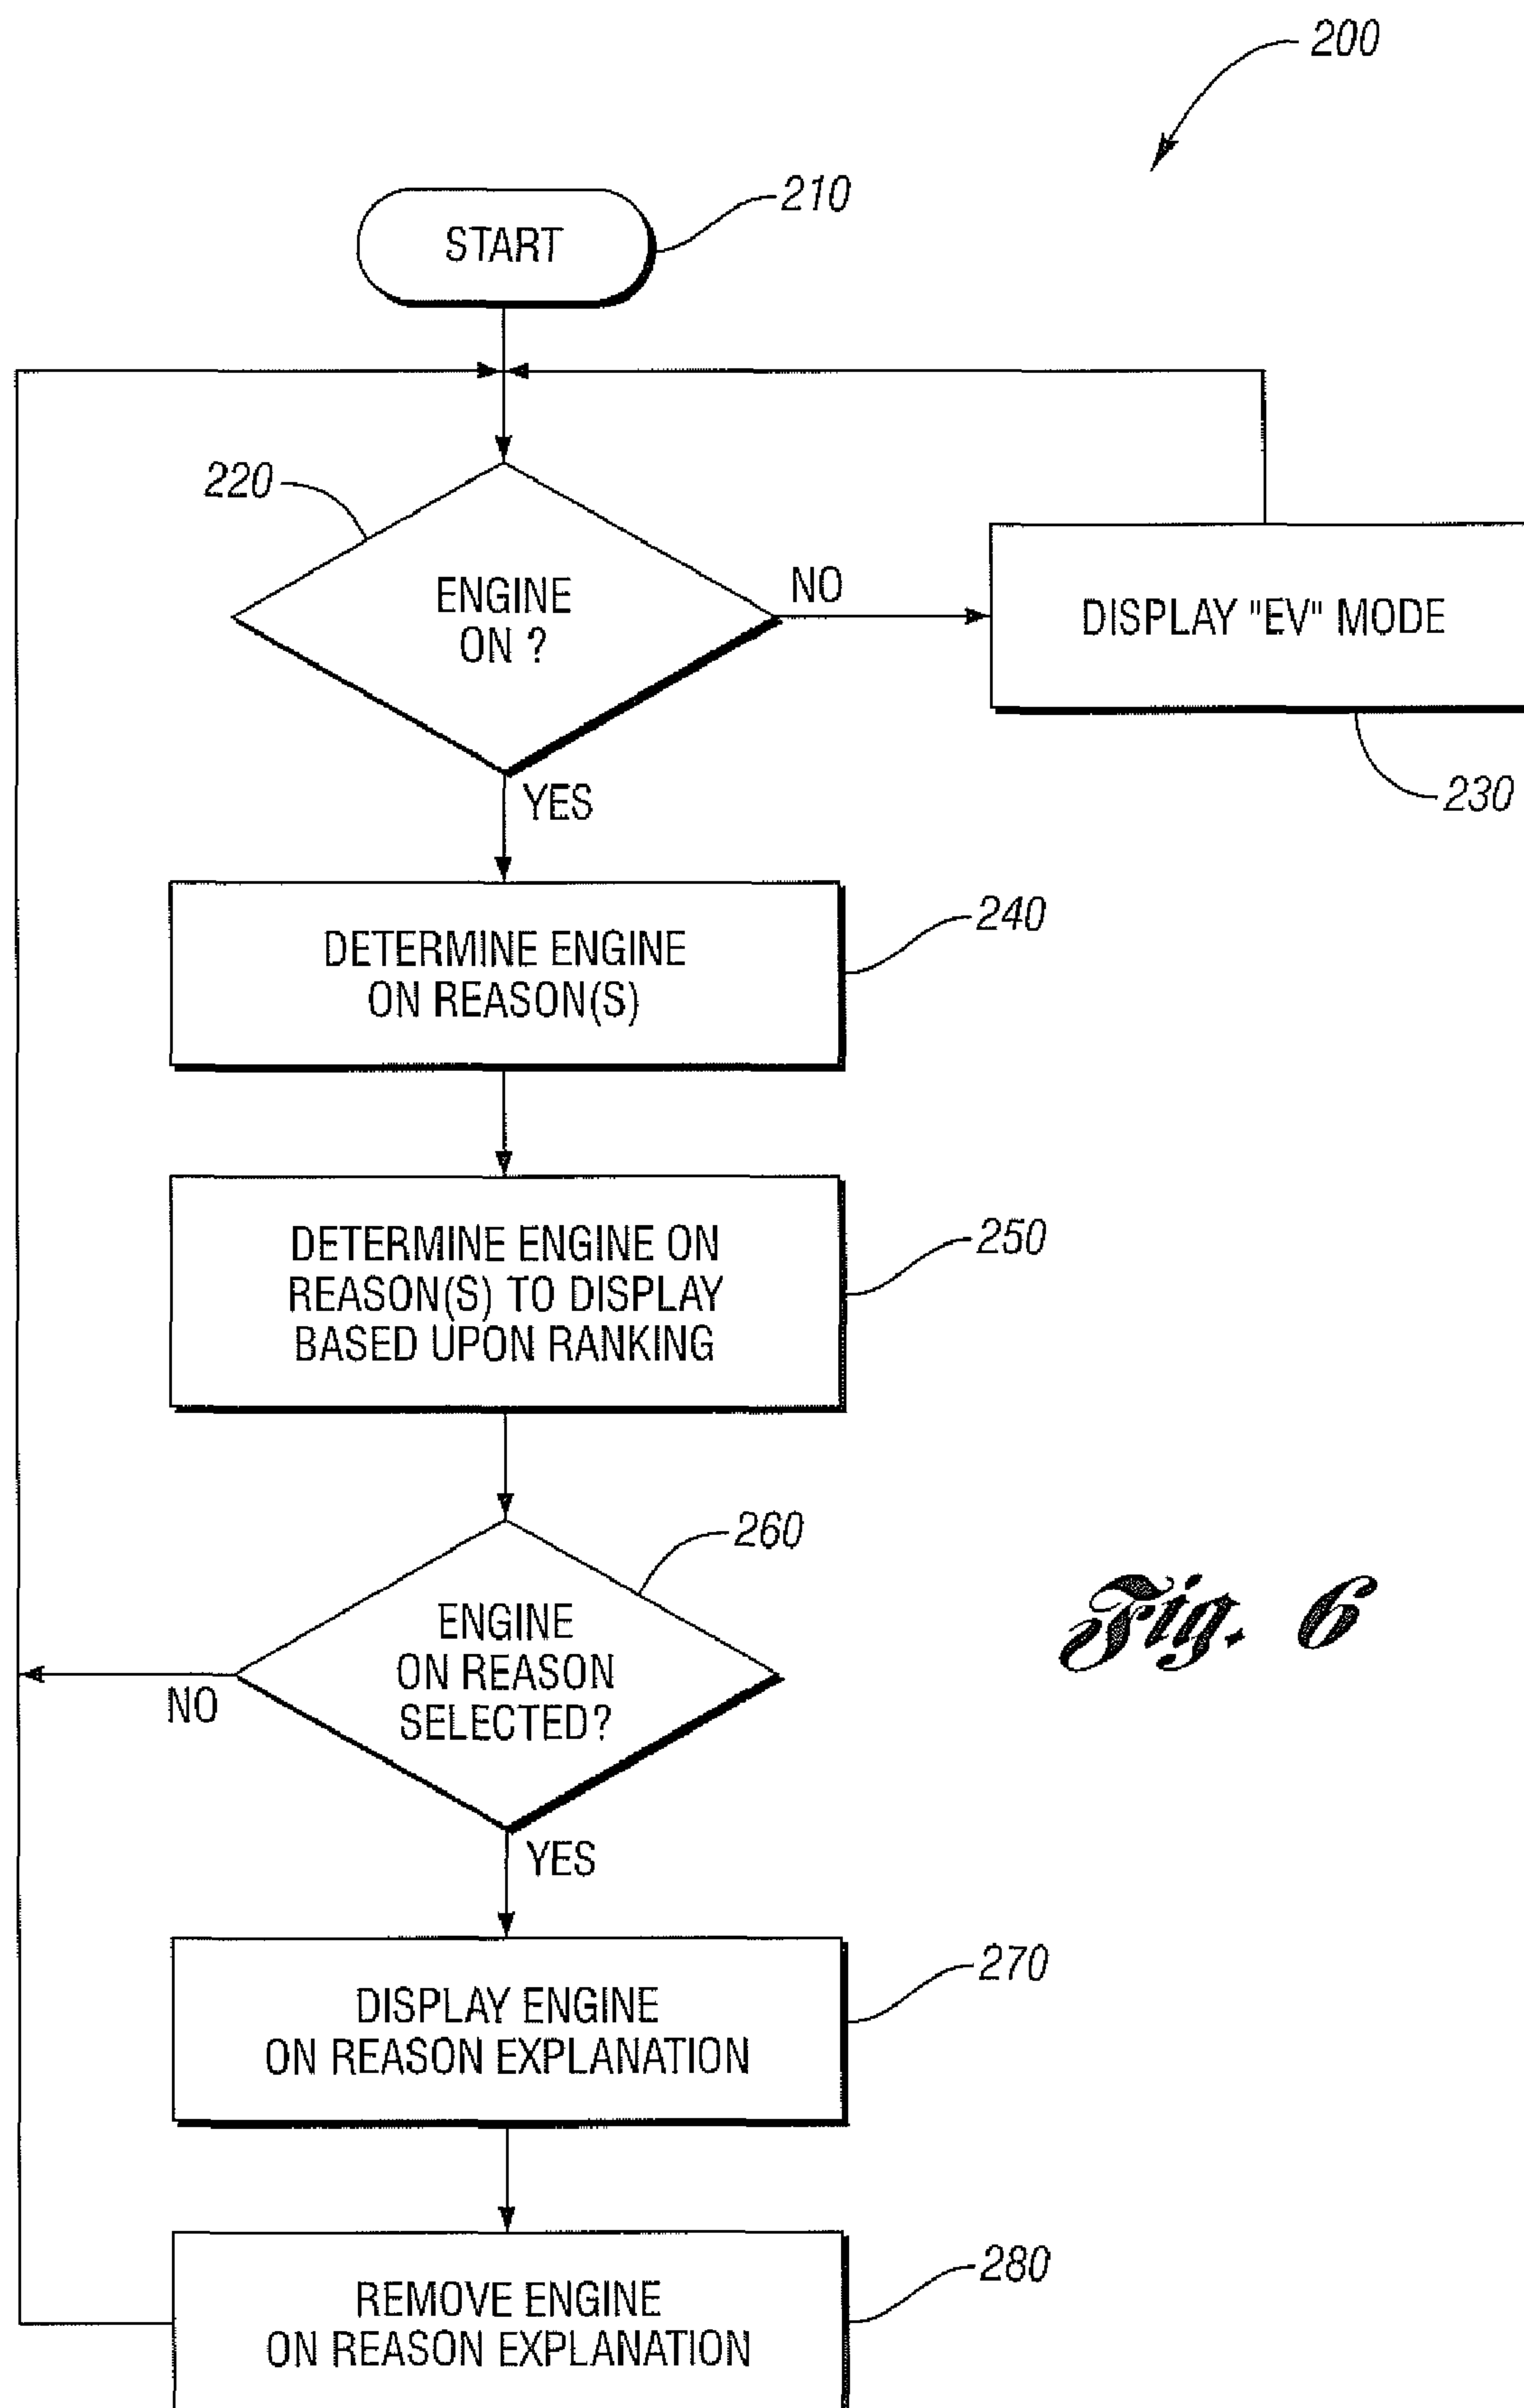 200
210
START
220
ENGINE
ON ?
NO
DISPLAY "EV" MODE
230
YES
240
DETERMINE ENGINE
ON REASON(S)
250
DETERMINE ENGINE ON
REASON(S) TO DISPLAY
BASED UPON RANKING
260
ENGINE
ON REASON
SELECTED?
NO
Fig. 6
YES
270
DISPLAY ENGINE
ON REASON EXPLANATION
280
REMOVE ENGINE
ON REASON EXPLANATION